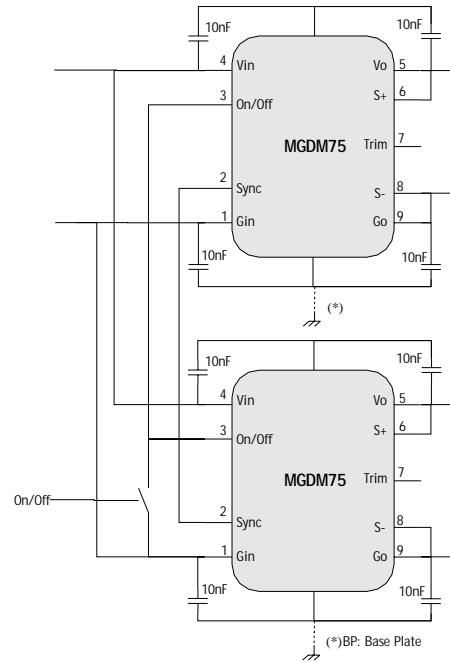 10nF
10nF
4 Vin
Vo 5
S+ 6
3 On/Off
MGDM75
Trim 7
2 Sync
S- 8
1 Gin
Go 9
10nF
10nF
(*)
10nF
10nF
4 Vin
Vo 5
3 On/Off
S+ 6
MGDM75
Trim 7
On/Off
2 Sync
S- 8
1 Gin
Go 9
10nF
10nF
(*)BP: Base Plate